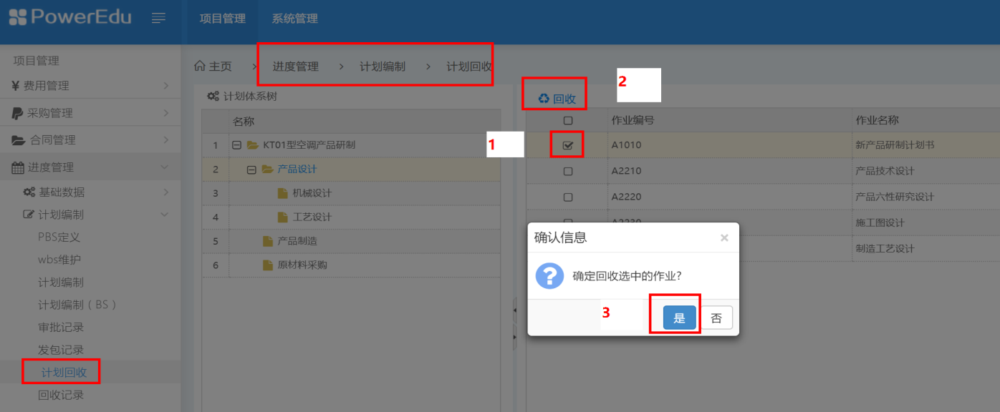 PowerEdu
项目管理
系统管理
项目管理
¥ 费用管理
采购管理
合同管理
进度管理
基础数据
计划编制
PBS定义
wbs维护
计划编制
计划编制（BS）
审批记录
发包记录
计划回收
回收记录
主页 > 进度管理 > 计划编制 > 计划回收
计划体系树
名称
1 KT01型空调产品研制
2 产品设计
3 机械设计
4 工艺设计
5 产品制造
6 原材料采购
2
回收
作业编号 作业名称
1
A1010 新产品研制计划书
A2210 产品技术设计
A2220 产品六性研究设计
A2230 施工图设计
制造工艺设计
确认信息 ×
? 确定回收选中的作业?
3
是 否